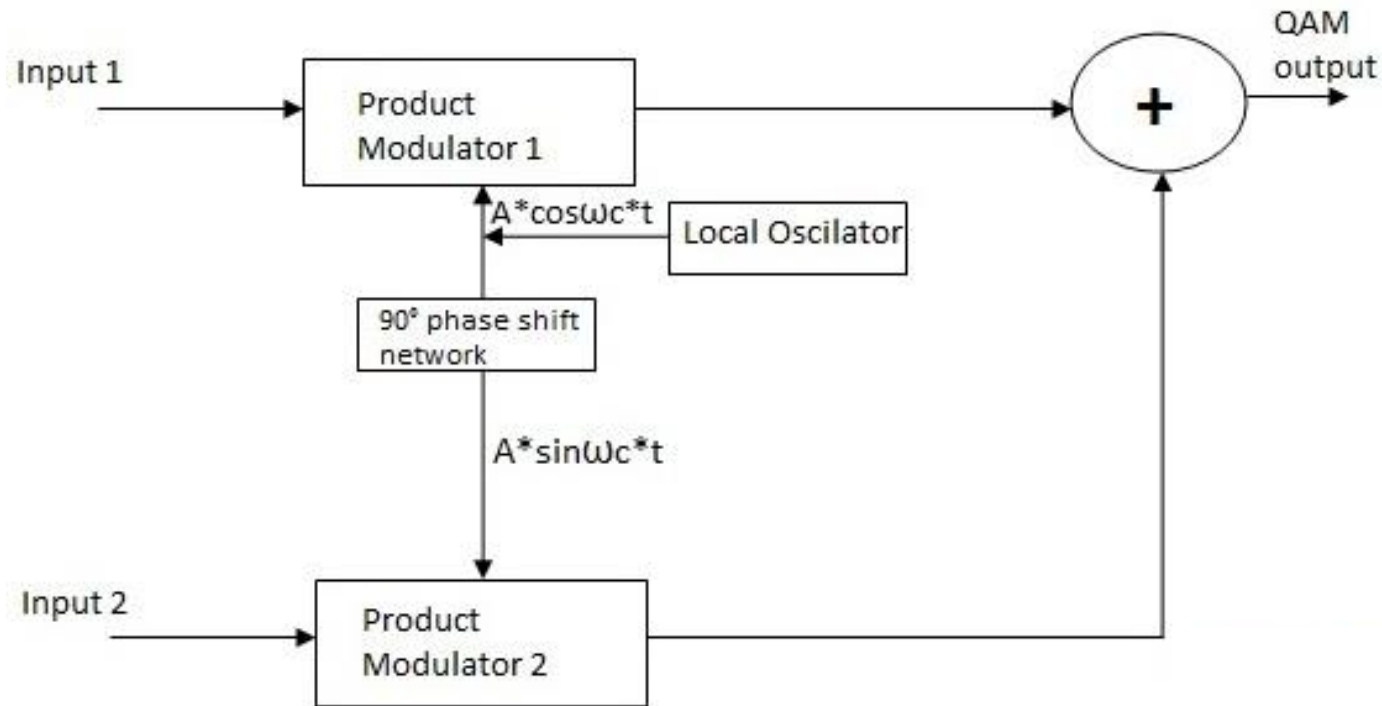 QAM
output
Input 1
Product
Modulator 1
+
A*cosωc*t
Local Oscilator
90° phase shift
network
A*sinωc*t
Input 2
Product
Modulator 2